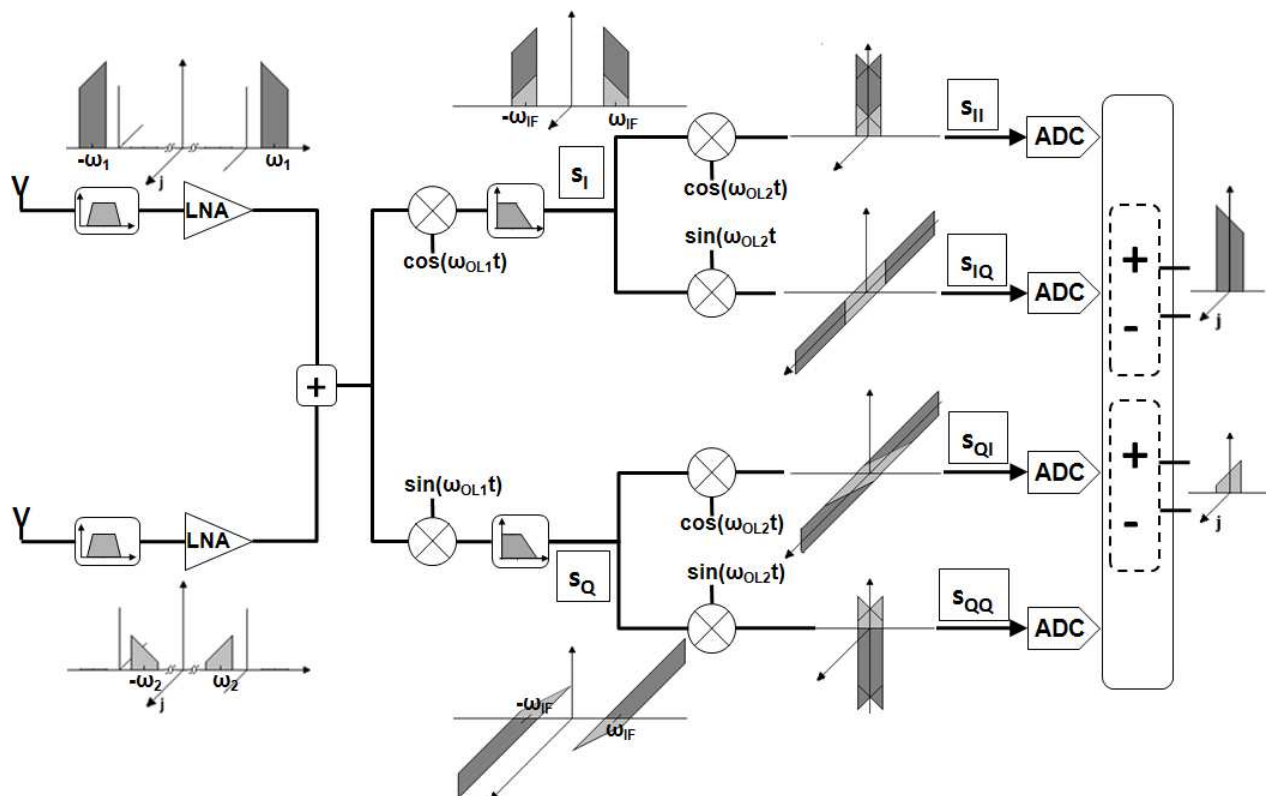 -ω1
ω1
j
LNA
-ωIF
ωIF
sI
cos(ωOL1t)
cos(ωOL2t)
sII
ADC
sin(ωOL2t
sIQ
ADC
+
-
j
+
sin(ωOL1t)
LNA
sQ
cos(ωOL2t)
sQI
ADC
sin(ωOL2t)
sQQ
ADC
+
-
j
-ω2
ω2
j
-ωIF
ωIF